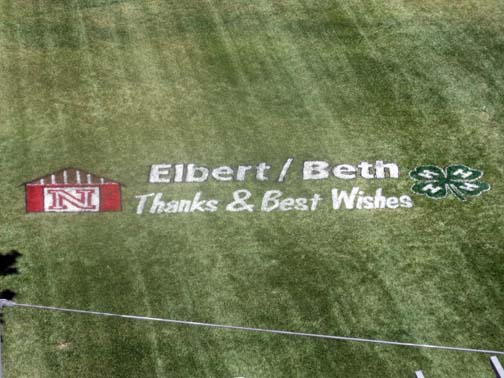 Elbert / Beth
N Thanks & Best Wishes
H H H H